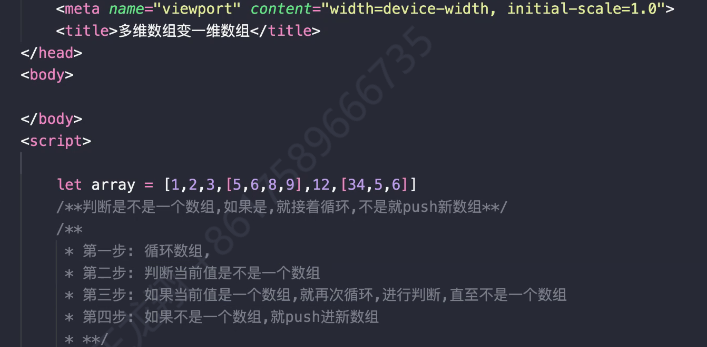 <meta name="viewport" content="width=device-width, initial-scale=1.0">
<title>多维数组变一维数组</title>
</head>
<body>
</body>
<script>
let array = [1,2,3,[5,6,8,9],12,[34,5,6]]
/**判断是不是一个数组,如果是,就接着循环,不是就push新数组**/
/**
* 第一步: 循环数组,
* 第二步: 判断当前值是不是一个数组
* 第三步: 如果当前值是一个数组,就再次循环,进行判断,直至不是一个数组
* 第四步: 如果不是一个数组,就push进新数组
* **/